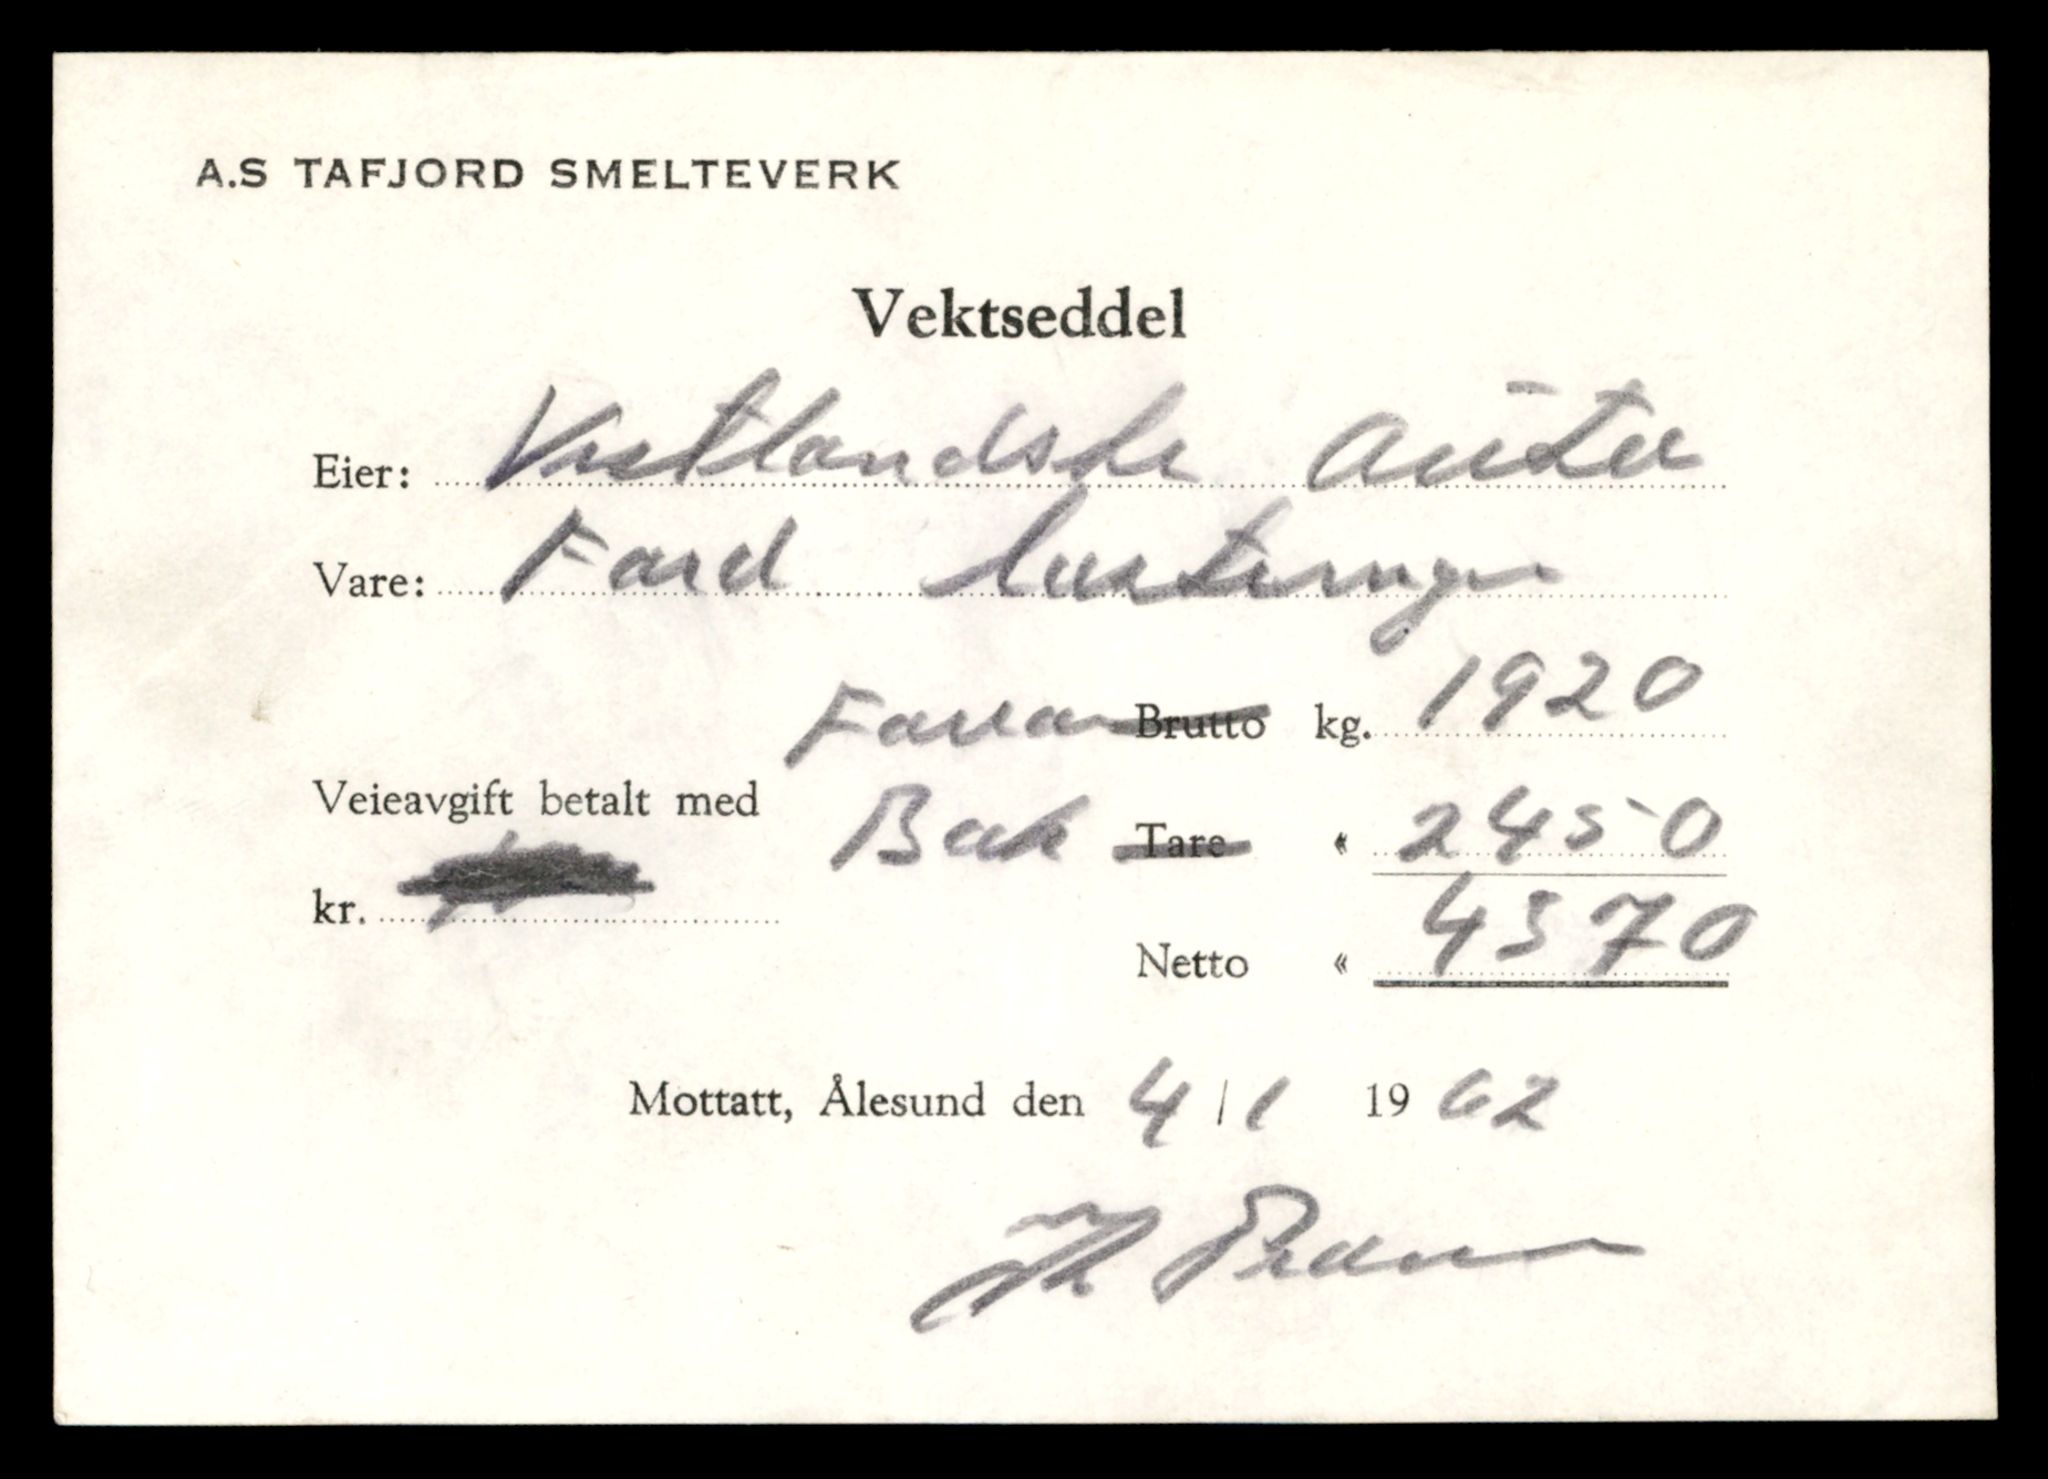 A.S TAFJORD SMELTEVERK
Vektseddel
Eier: Vestlandske Auto
Vare: Ford
Foran Brutto kg. 1920
Veieavgift betalt med
Bak Tare « 2450
kr.
Netto « 4370
Mottatt, Ålesund den 4/1 1962